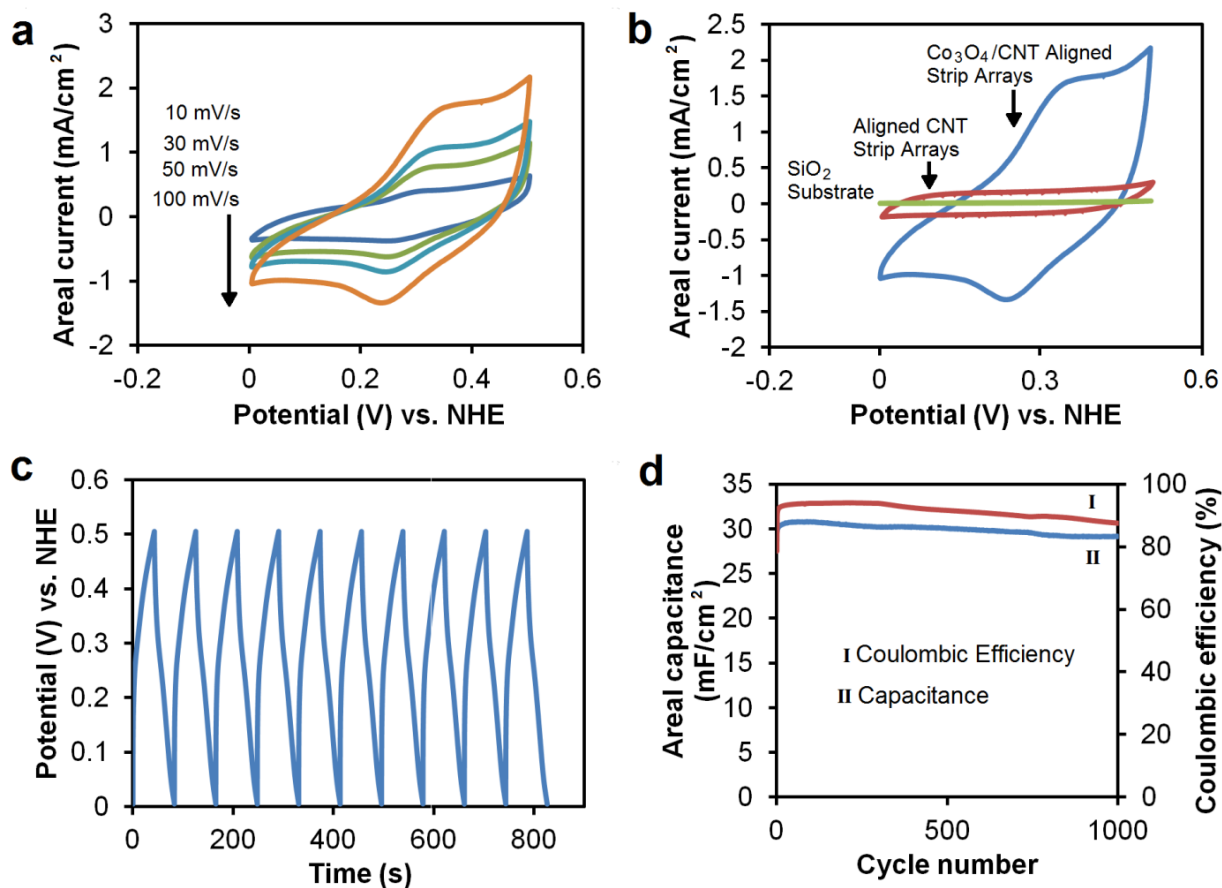 a
Areal current (mA/cm²)
3
2
1
0
-1
-2
10 mV/s
30 mV/s
50 mV/s
100 mV/s
-0.2
0
0.2
0.4
0.6
Potential (V) vs. NHE
b
Areal current (mA/cm²)
2.5
2
1.5
1
0.5
0
-0.5
-1
-1.5
-2
Co₃O₄/CNT Aligned
Strip Arrays
Aligned CNT
Strip Arrays
SiO₂
Substrate
-0.2
0
0.3
0.6
Potential (V) vs. NHE
c
Potential (V) vs. NHE
0.6
0.5
0.4
0.3
0.2
0.1
0
0
200
400
600
800
Time (s)
d
Areal capacitance
(mF/cm²)
35
30
25
20
15
10
5
0
I
II
I Coulombic Efficiency
II Capacitance
100
80
60
40
20
0
Coulombic efficiency (%)
0
500
1000
Cycle number